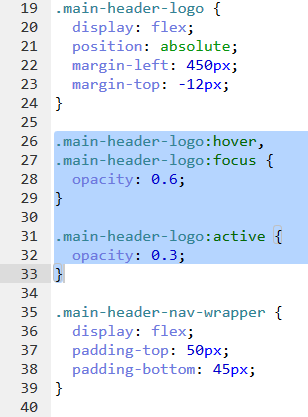 19 .main-header-logo {
20 display: flex;
21 position: absolute;
22 margin-left: 450px;
23 margin-top: -12px;
24 }
25
26 .main-header-logo:hover,
27 .main-header-logo:focus {
28 opacity: 0.6;
29 }
30
31 .main-header-logo:active {
32 opacity: 0.3;
33 }
34
35 .main-header-nav-wrapper {
36 display: flex;
37 padding-top: 50px;
38 padding-bottom: 45px;
39 }
40